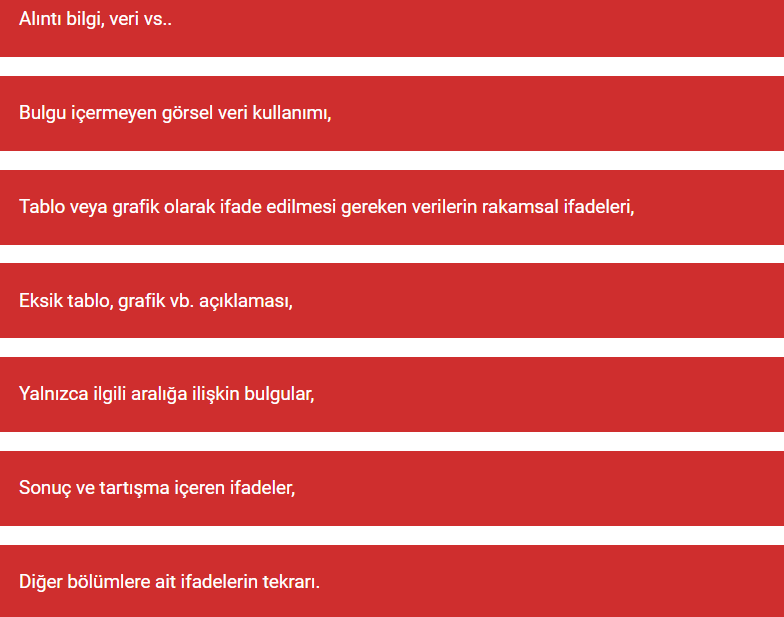 Alıntı bilgi, veri vs..
Bulgu içermeyen görsel veri kullanımı,
Tablo veya grafik olarak ifade edilmesi gereken verilerin rakamsal ifadeleri,
Eksik tablo, grafik vb. açıklaması,
Yalnızca ilgili aralığa ilişkin bulgular,
Sonuç ve tartışma içeren ifadeler,
Diğer bölümlere ait ifadelerin tekrarı.